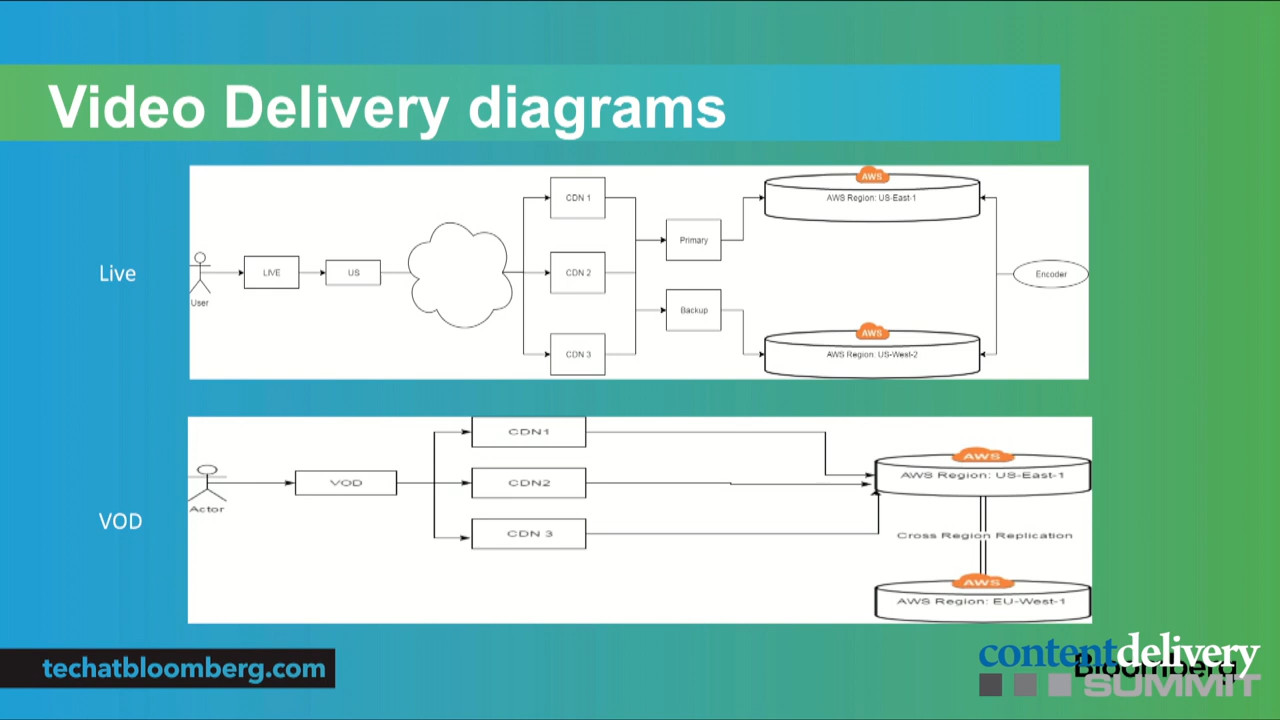 Video Delivery diagrams
Live
User
LIVE
US
CDN 1
CDN 2
CDN 3
Primary
Backup
AWS
AWS Region: US-East-1
AWS
AWS Region: US-West-2
Encoder
VOD
Actor
VOD
CDN1
CDN2
CDN 3
AWS
AWS Region: US-East-1
Cross Region Replication
AWS
AWS Region: EU-West-1
techatbloomberg.com
contentdelivery
Bloomberg
SUMMIT